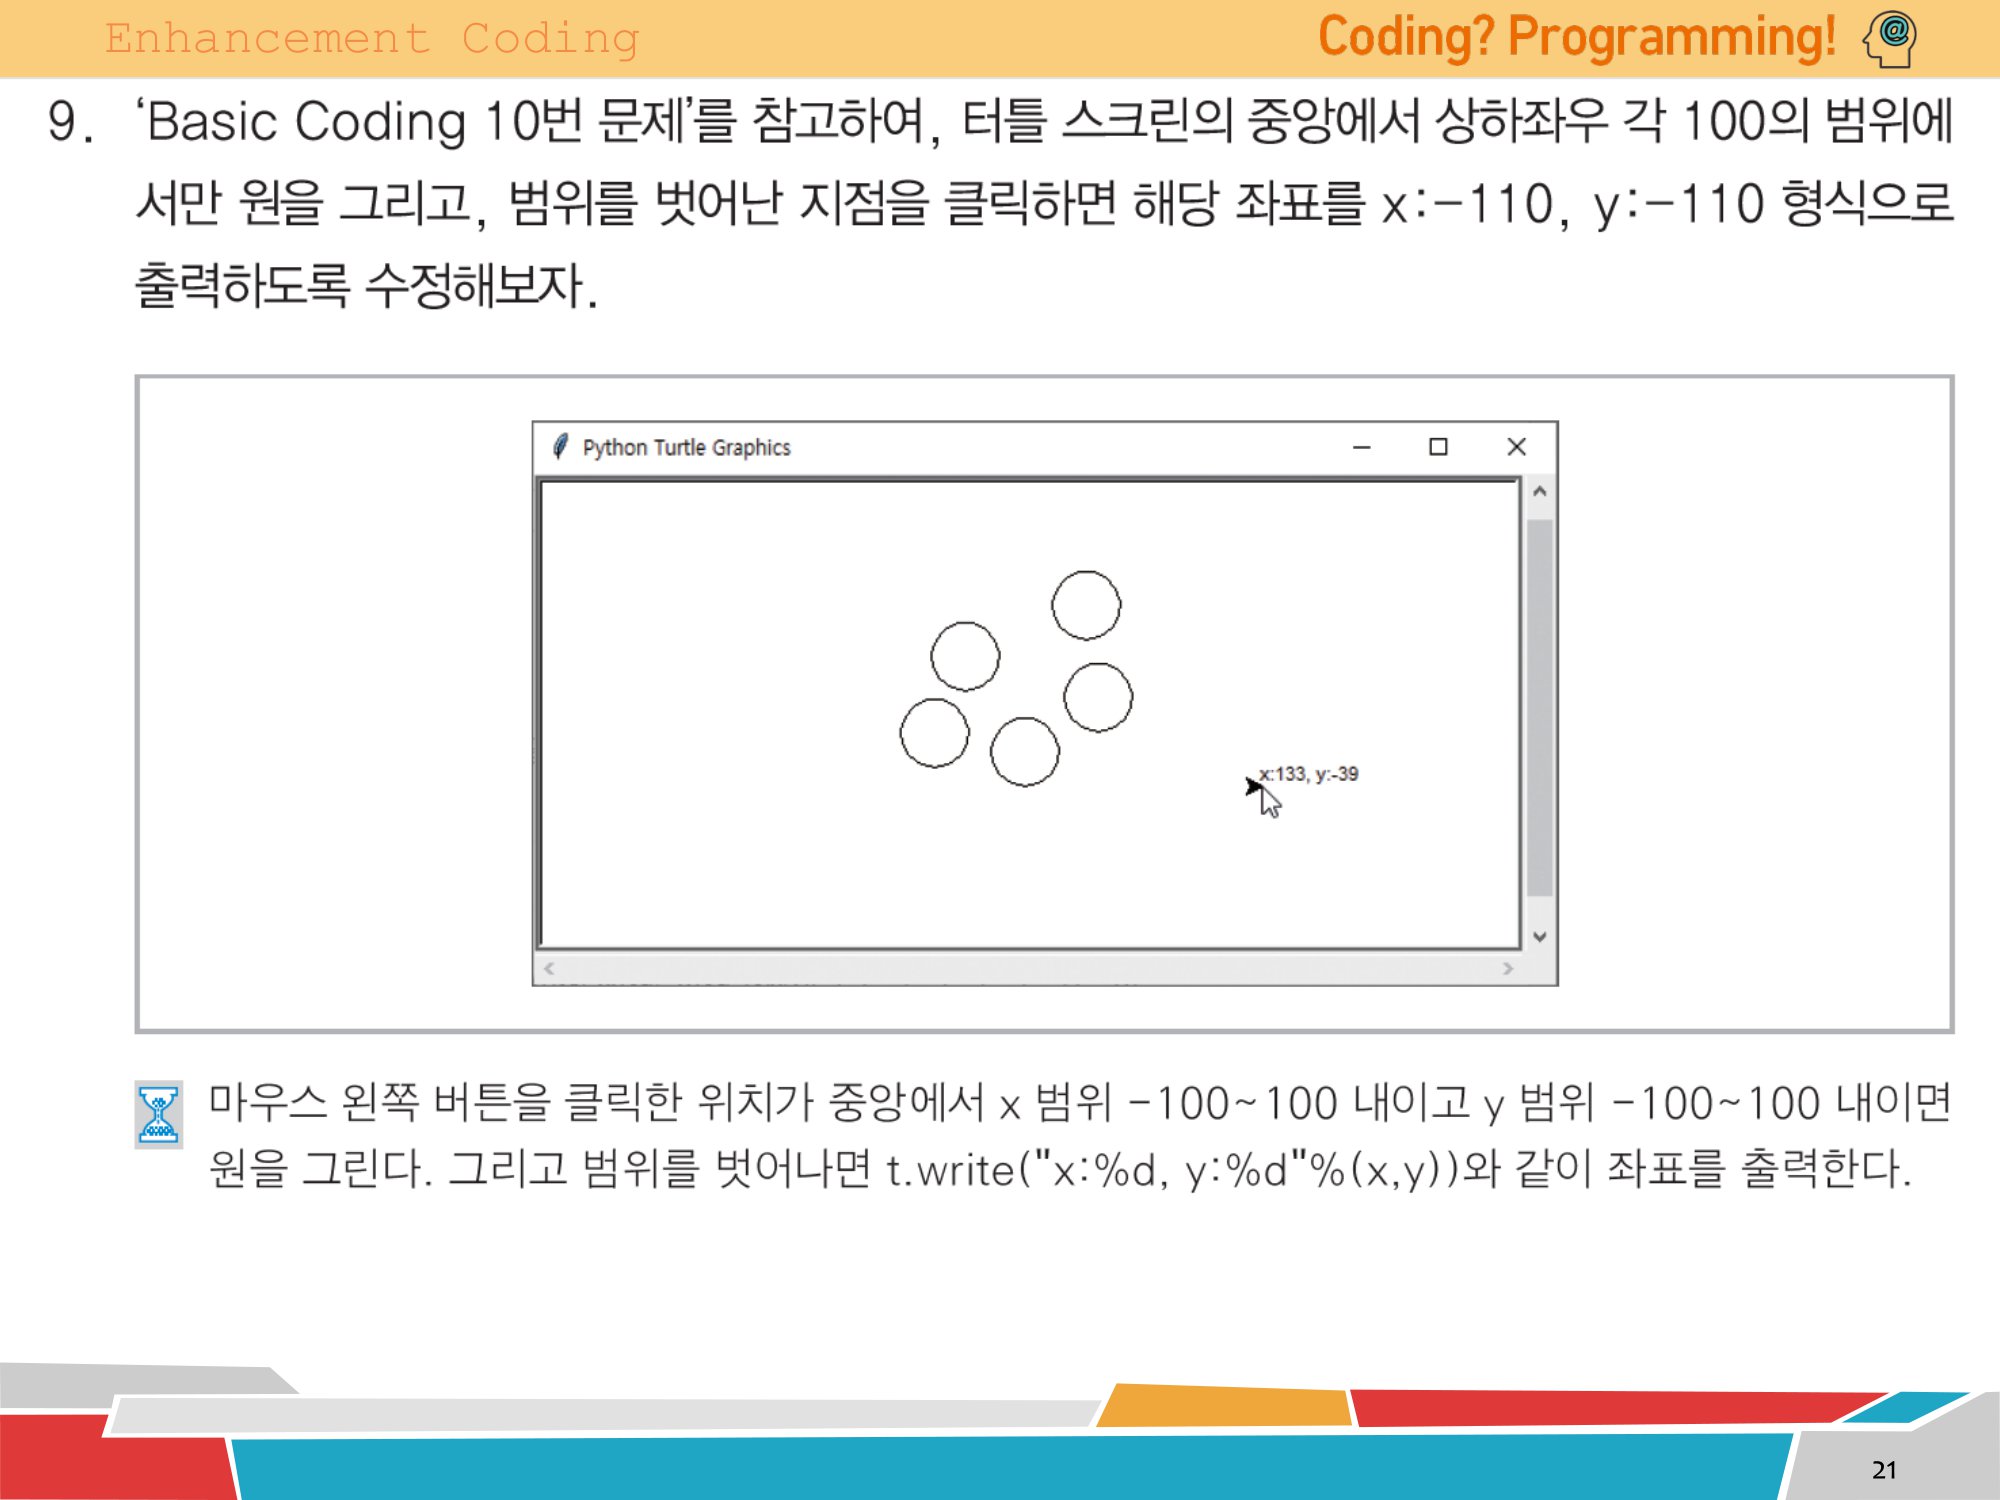 Enhancement Coding
Coding? Programming!
@
9. ‘Basic Coding 10번 문제’를 참고하여, 터틀 스크린의 중앙에서 상하좌우 각 100의 범위에
서만 원을 그리고, 범위를 벗어난 지점을 클릭하면 해당 좌표를 x:-110, y:-110 형식으로
출력하도록 수정해보자.
Python Turtle Graphics
x:133, y:-39
마우스 왼쪽 버튼을 클릭한 위치가 중앙에서 x 범위 -100~100 내이고 y 범위 -100~100 내이면
원을 그린다. 그리고 범위를 벗어나면 t.write("x:%d, y:%d"%(x,y))와 같이 좌표를 출력한다.
21